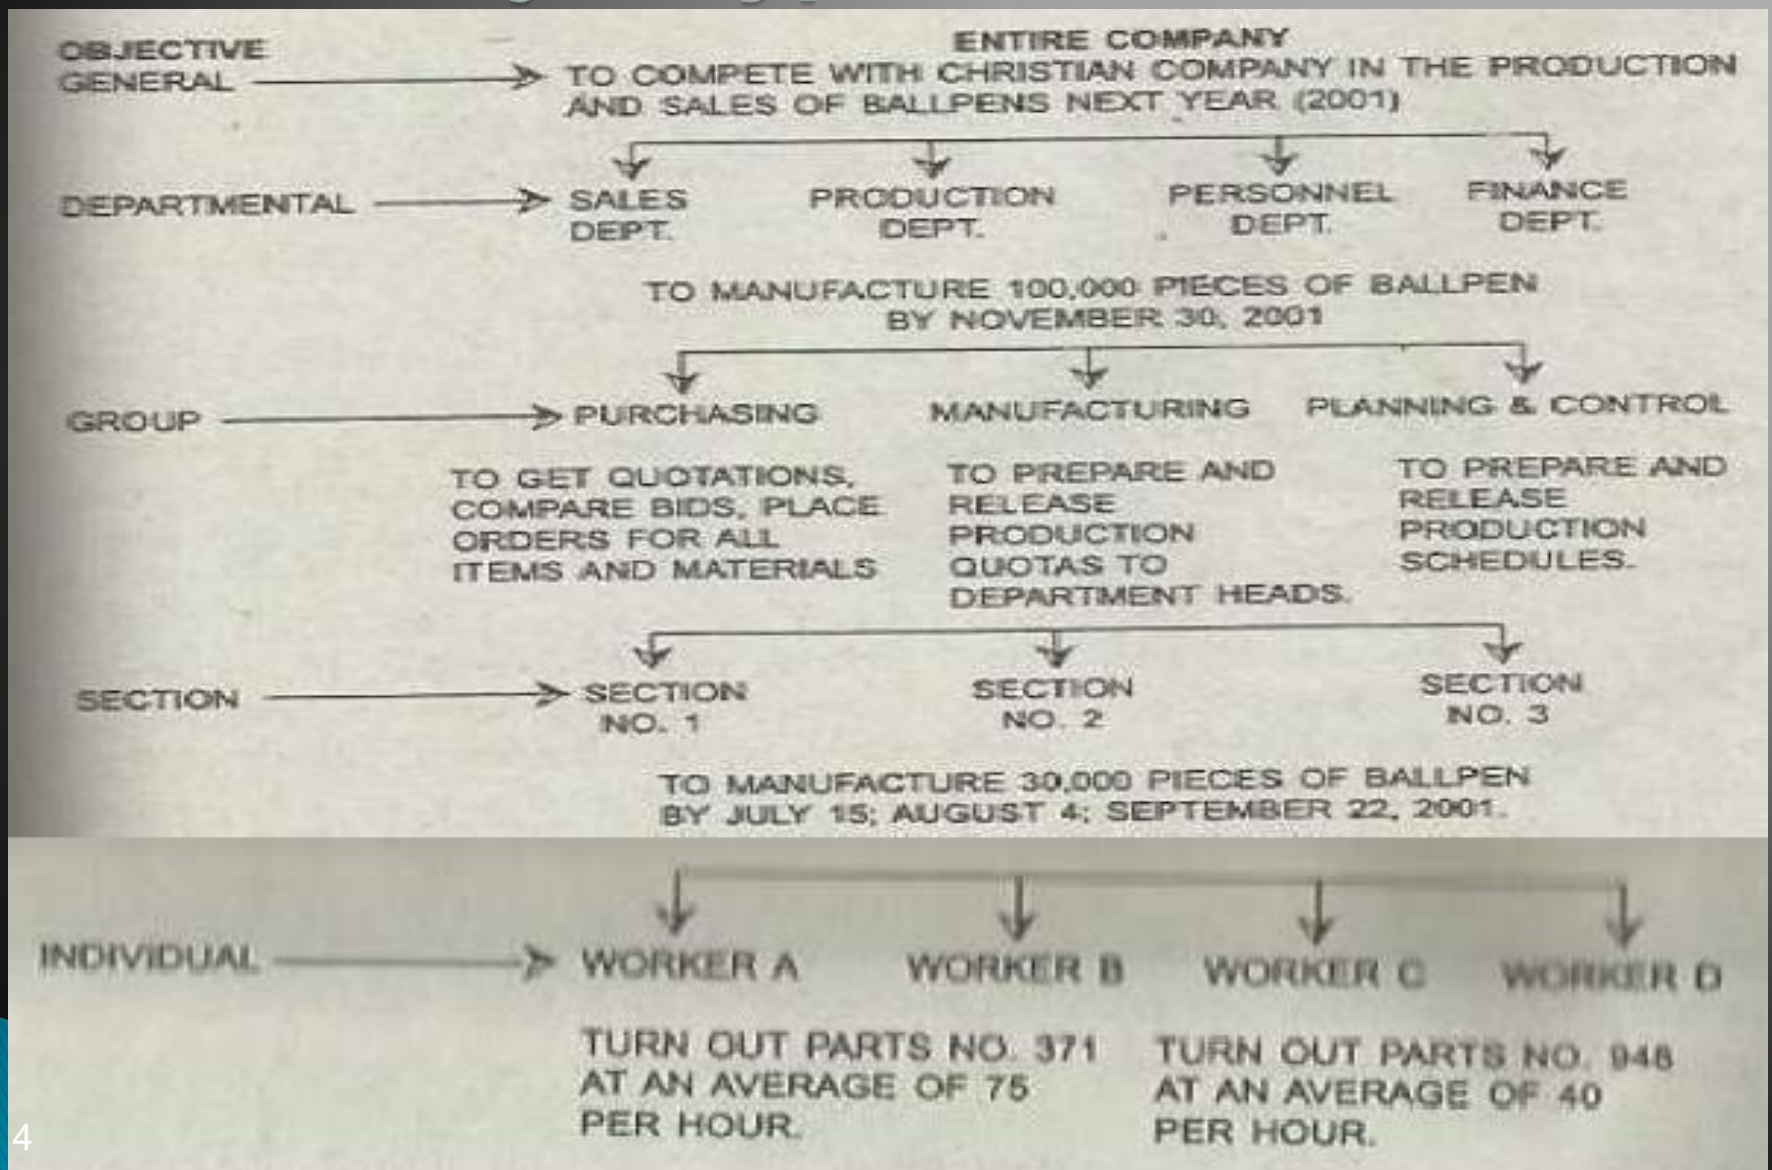 OBJECTIVE
GENERAL
ENTIRE COMPANY
TO COMPETE WITH CHRISTIAN COMPANY IN THE PRODUCTION
AND SALES OF BALLPENS NEXT YEAR (2001)
DEPARTMENTAL
SALES
DEPT.
PRODUCTION
DEPT.
PERSONNEL
DEPT.
FINANCE
DEPT.
TO MANUFACTURE 100,000 PIECES OF BALLPEN
BY NOVEMBER 30, 2001
GROUP
PURCHASING
TO GET QUOTATIONS,
COMPARE BIDS, PLACE
ORDERS FOR ALL
ITEMS AND MATERIALS
MANUFACTURING
TO PREPARE AND
RELEASE
PRODUCTION
QUOTAS TO
DEPARTMENT HEADS.
PLANNING & CONTROL
TO PREPARE AND
RELEASE
PRODUCTION
SCHEDULES.
SECTION
SECTION
NO. 1
SECTION
NO. 2
SECTION
NO. 3
TO MANUFACTURE 30,000 PIECES OF BALLPEN
BY JULY 15; AUGUST 4; SEPTEMBER 22, 2001.
INDIVIDUAL
WORKER A
WORKER B
WORKER C
WORKER D
TURN OUT PARTS NO. 371
AT AN AVERAGE OF 75
PER HOUR.
TURN OUT PARTS NO. 948
AT AN AVERAGE OF 40
PER HOUR.
4